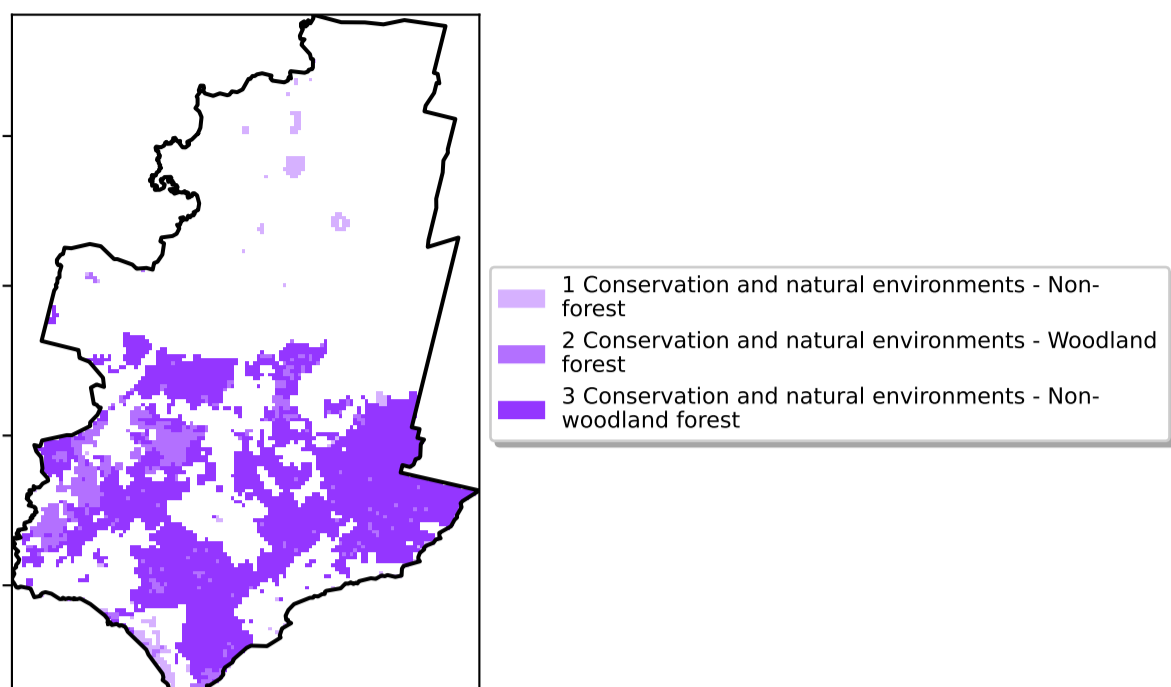 1 Conservation and natural environments - Non-
forest
2 Conservation and natural environments - Woodland
forest
3 Conservation and natural environments - Non-
woodland forest